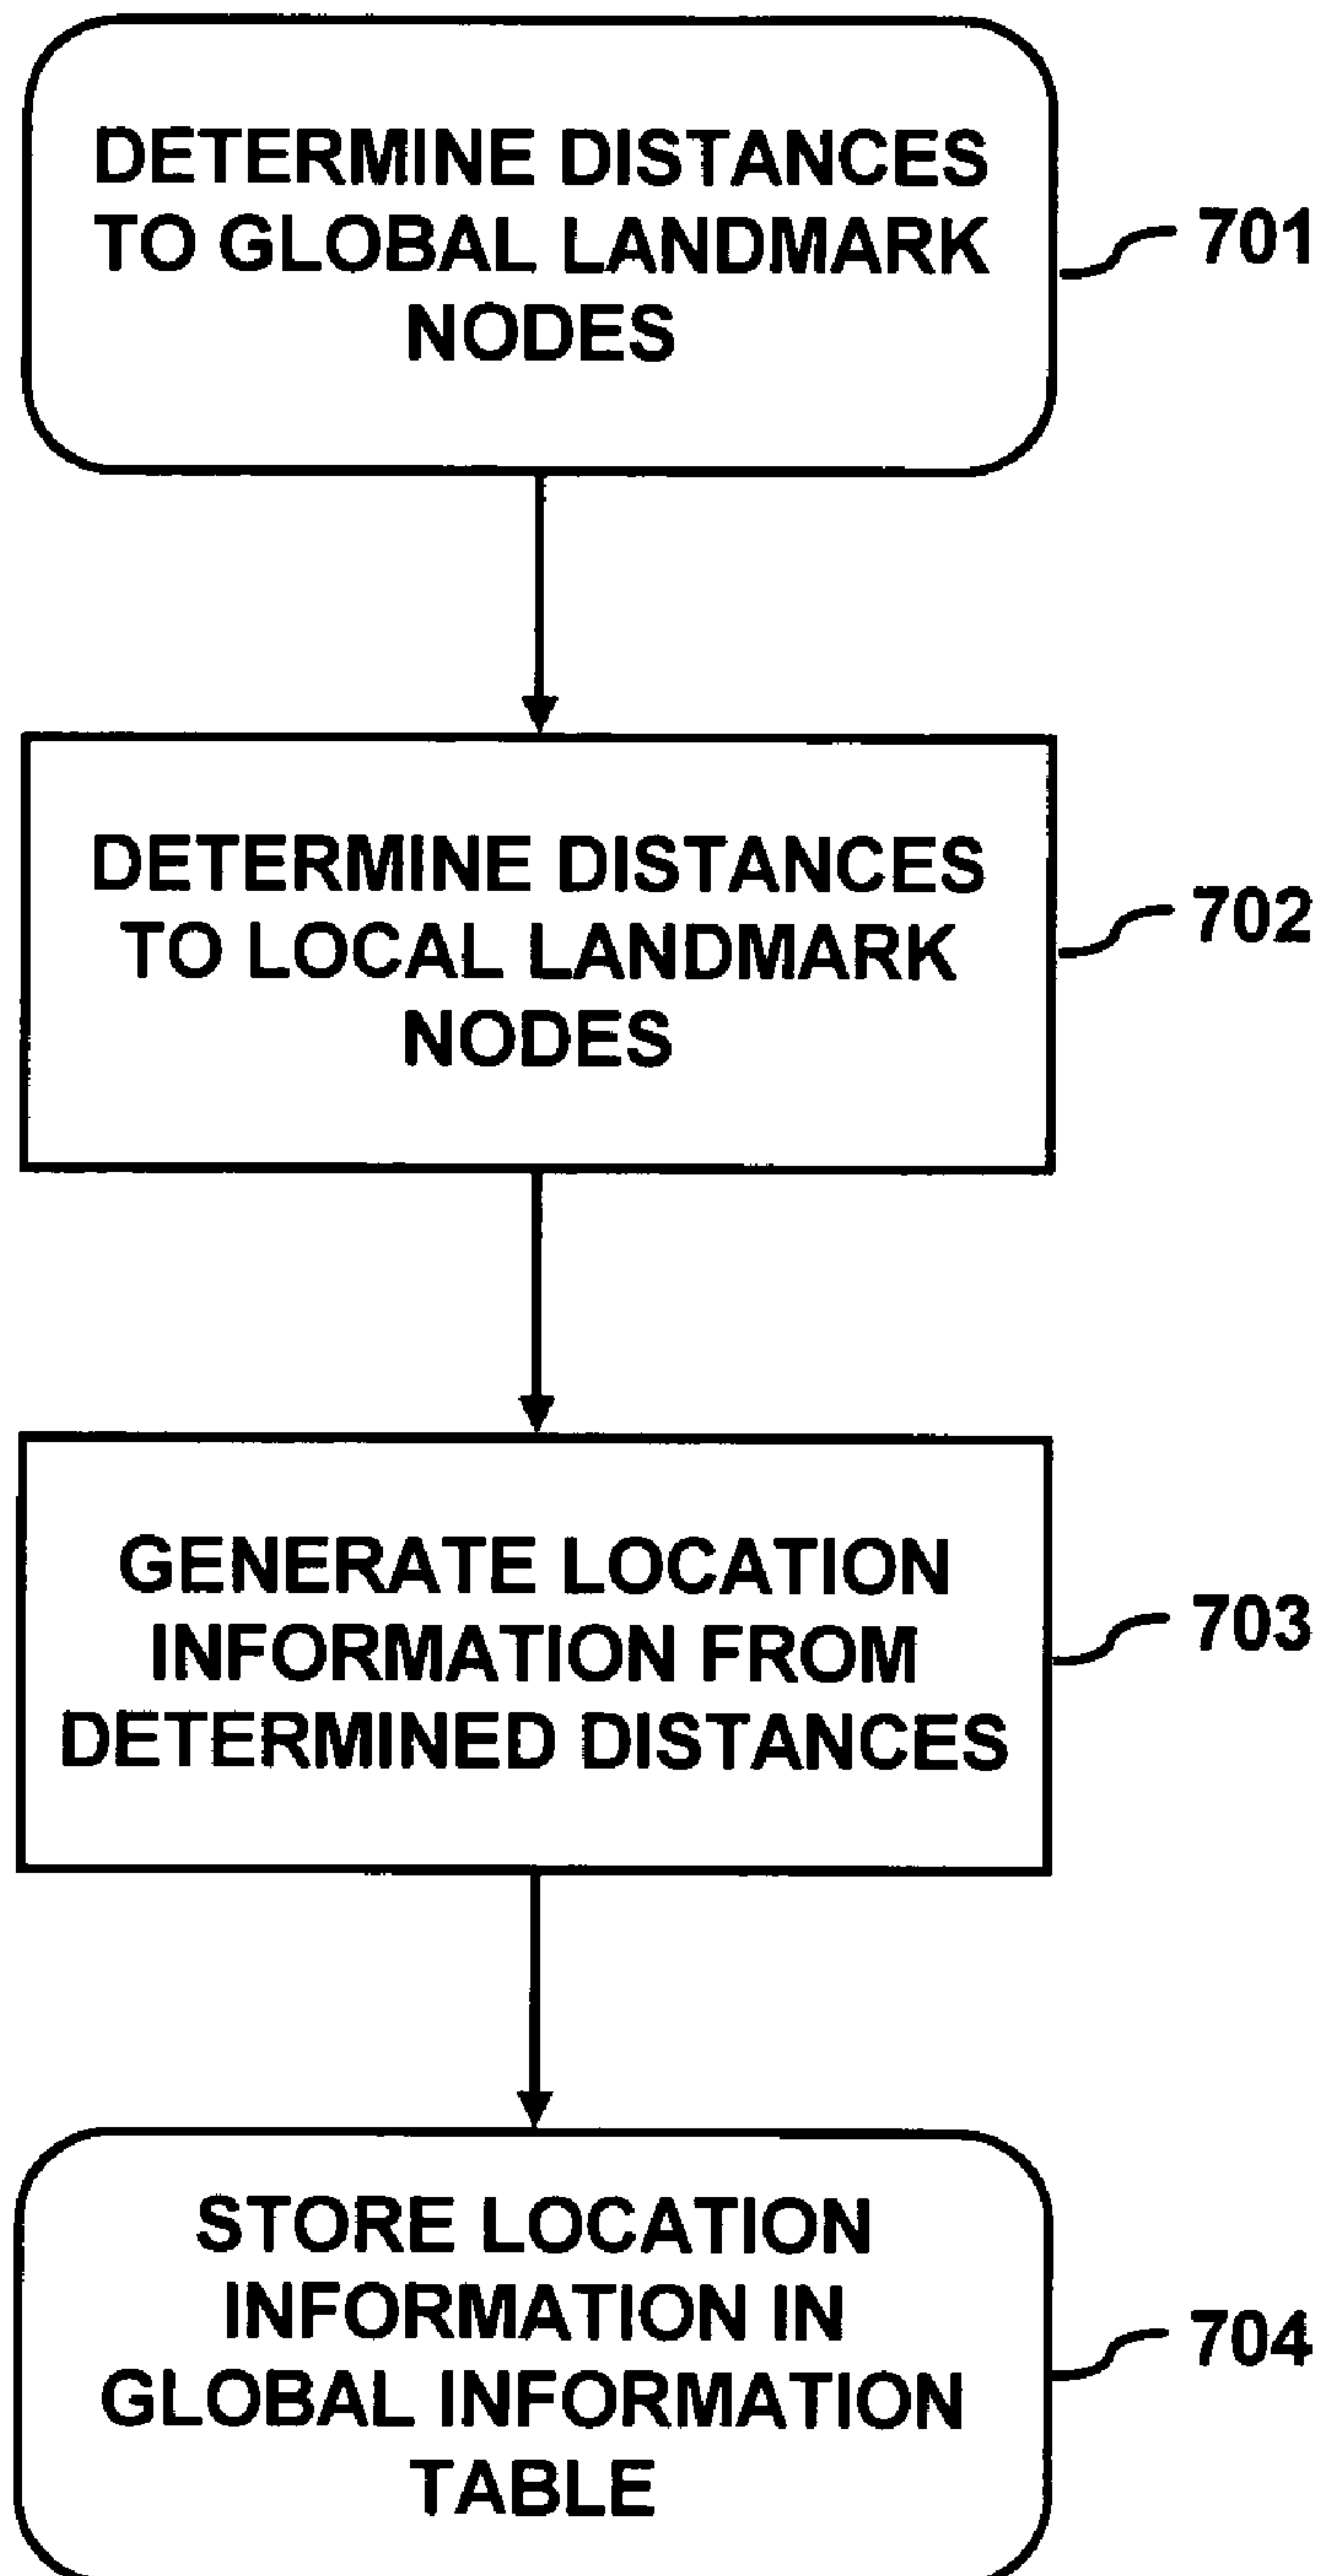 DETERMINE DISTANCES
TO GLOBAL LANDMARK
NODES
701
DETERMINE DISTANCES
TO LOCAL LANDMARK
NODES
702
GENERATE LOCATION
INFORMATION FROM
DETERMINED DISTANCES
703
STORE LOCATION
INFORMATION IN
GLOBAL INFORMATION
TABLE
704